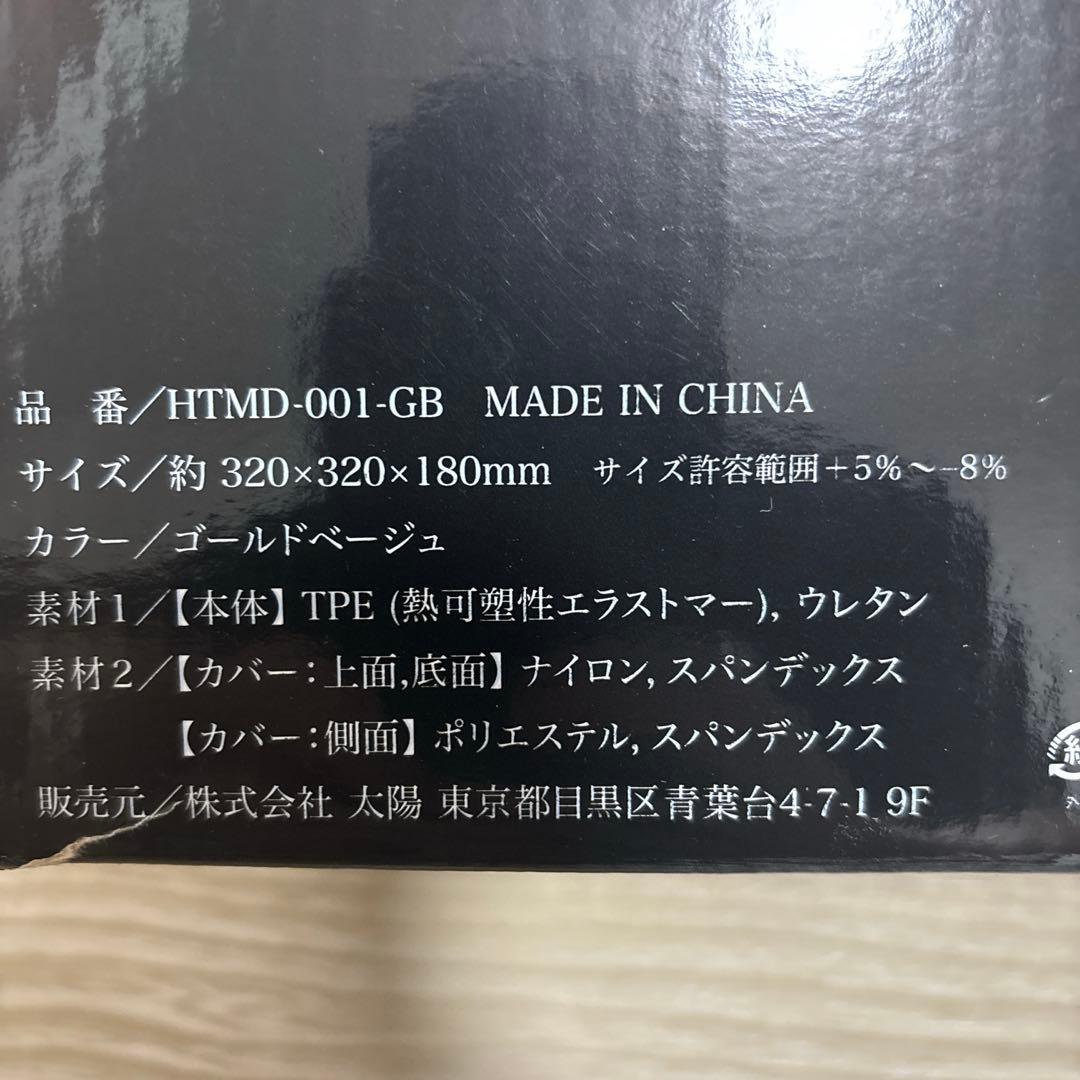 品　番／HTMD-001-GB　MADE IN CHINA
サイズ／約 320×320×180mm　サイズ許容範囲＋5%～−8%
カラー／ゴールドベージュ
素材1／【本体】TPE (熱可塑性エラストマー), ウレタン
素材2／【カバー：上面,底面】ナイロン, スパンデックス
【カバー：側面】ポリエステル, スパンデックス
販売元／株式会社 太陽 東京都目黒区青葉台4-7-1 9F